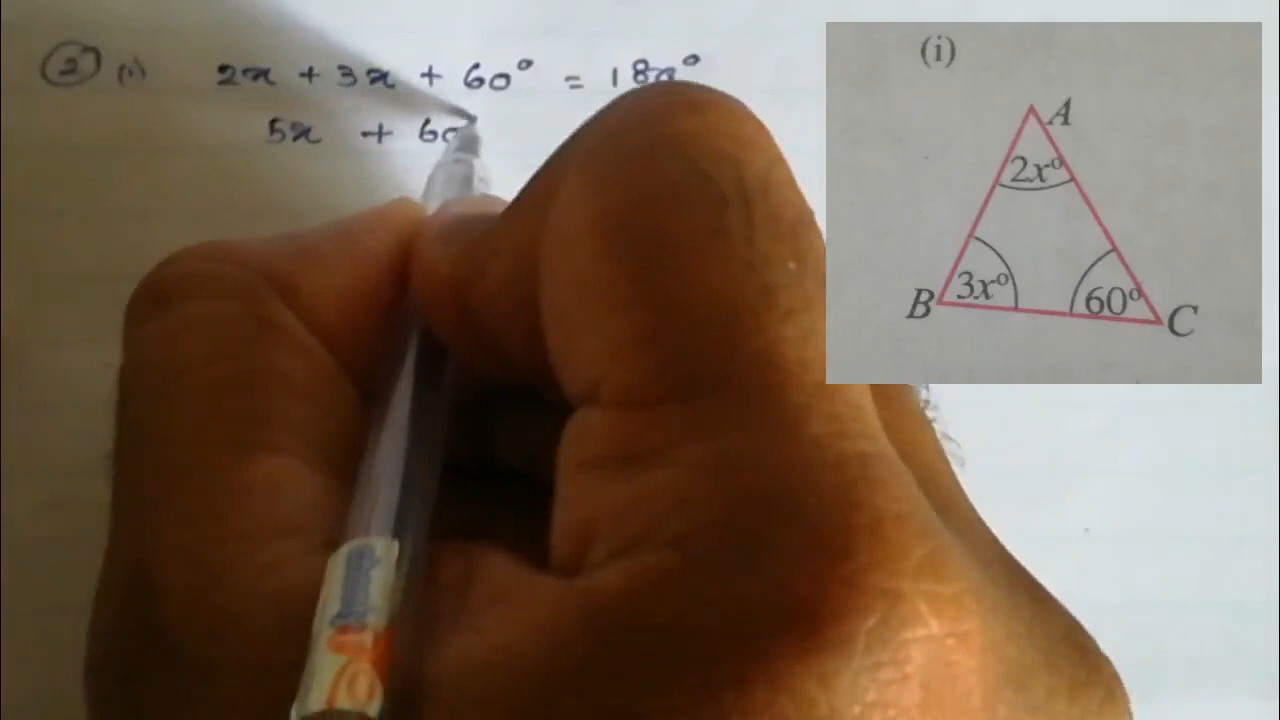 2 (i) 2x + 3x + 60° = 180°
5x + 60
(i)
A
2x°
3x°
60°
B
C